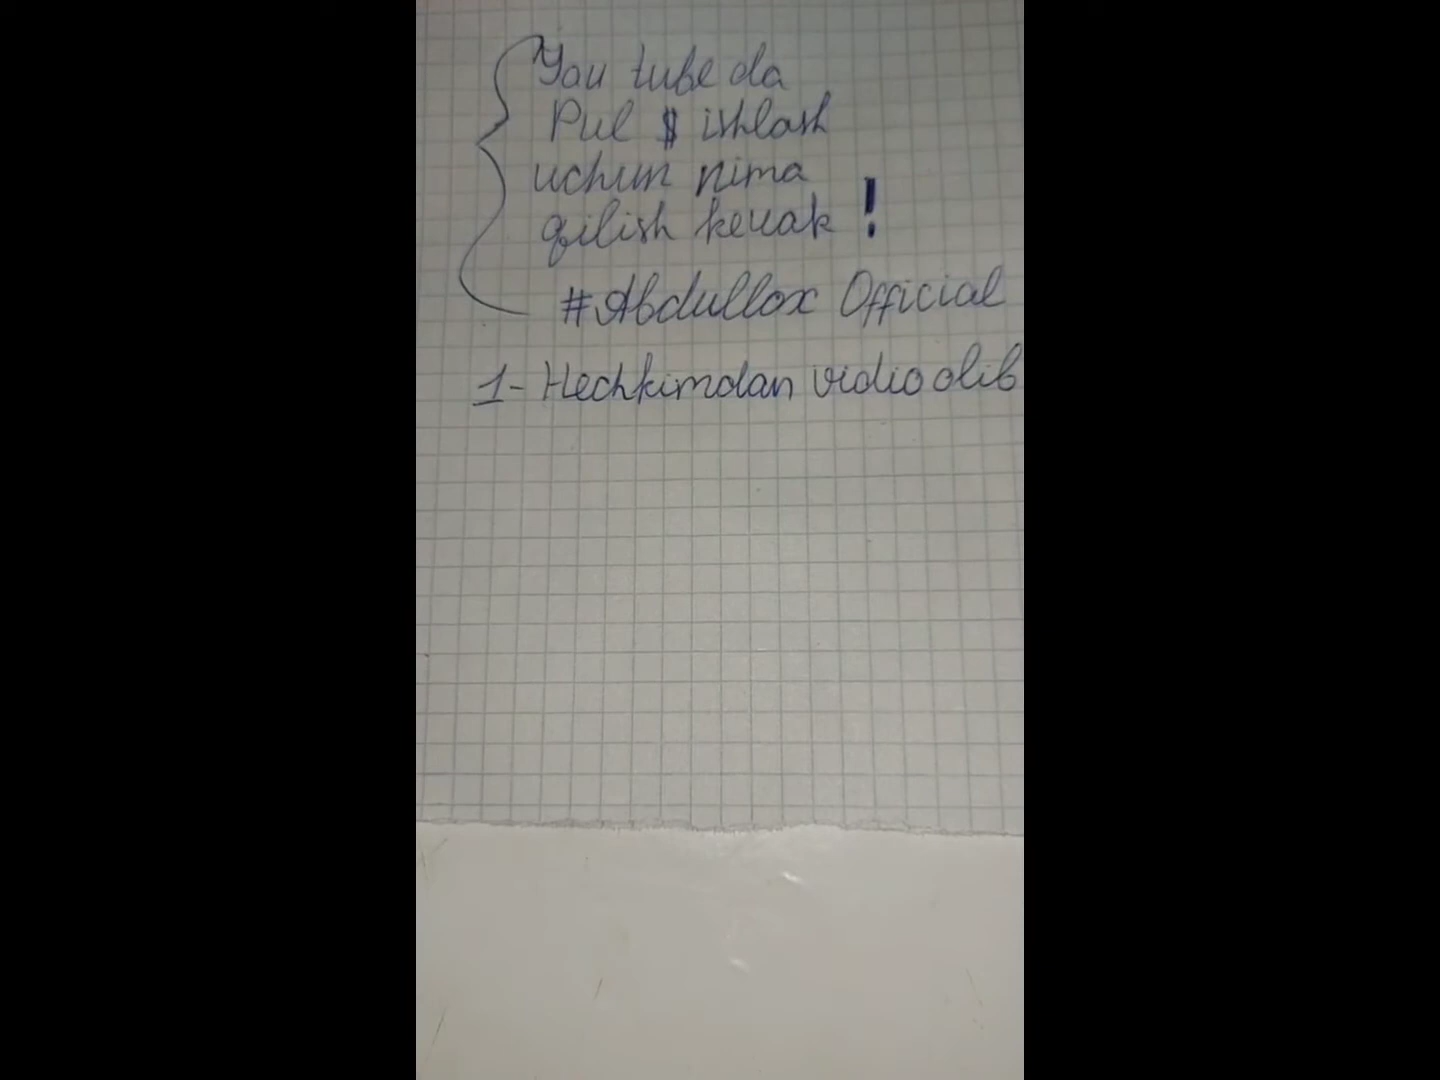 You tube da
Pul $ ishlash
uchun nima
qilish kerak !
#Abdullox Official
1- Hechkimdan vidio olib